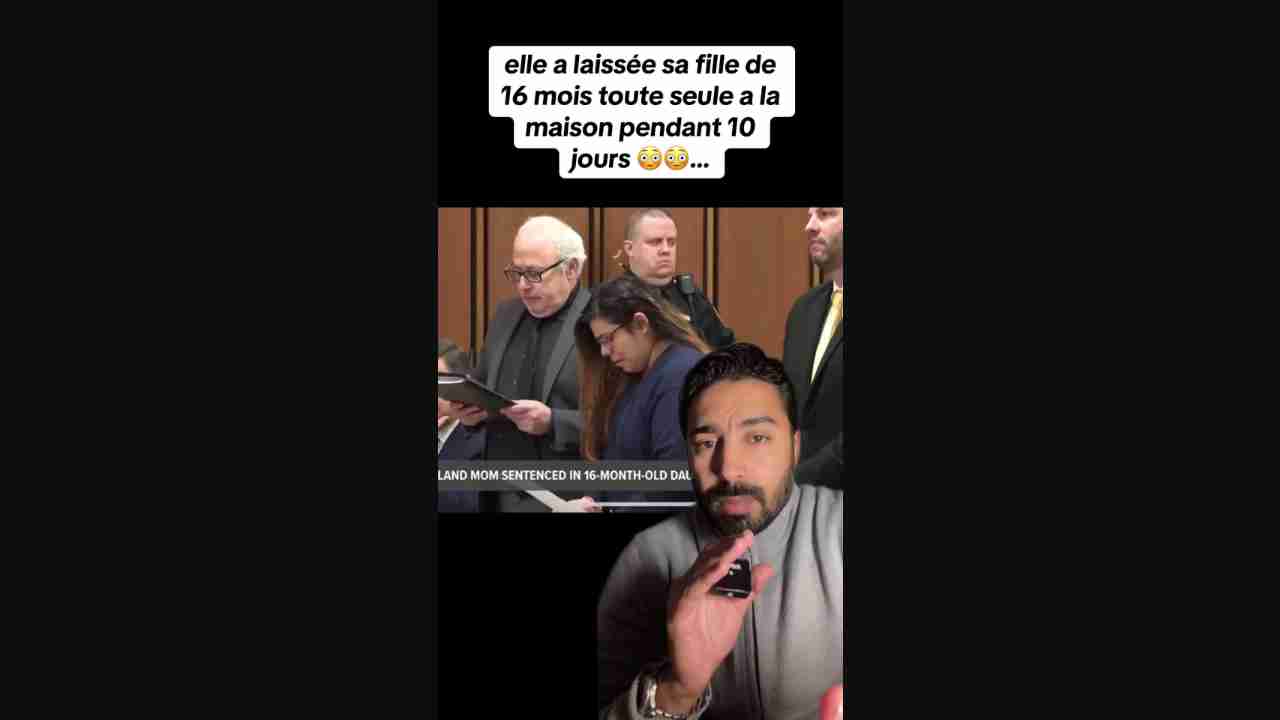 elle a laissée sa fille de
16 mois toute seule a la
maison pendant 10
jours 😳😳...
LAND MOM SENTENCED IN 16-MONTH-OLD DAU